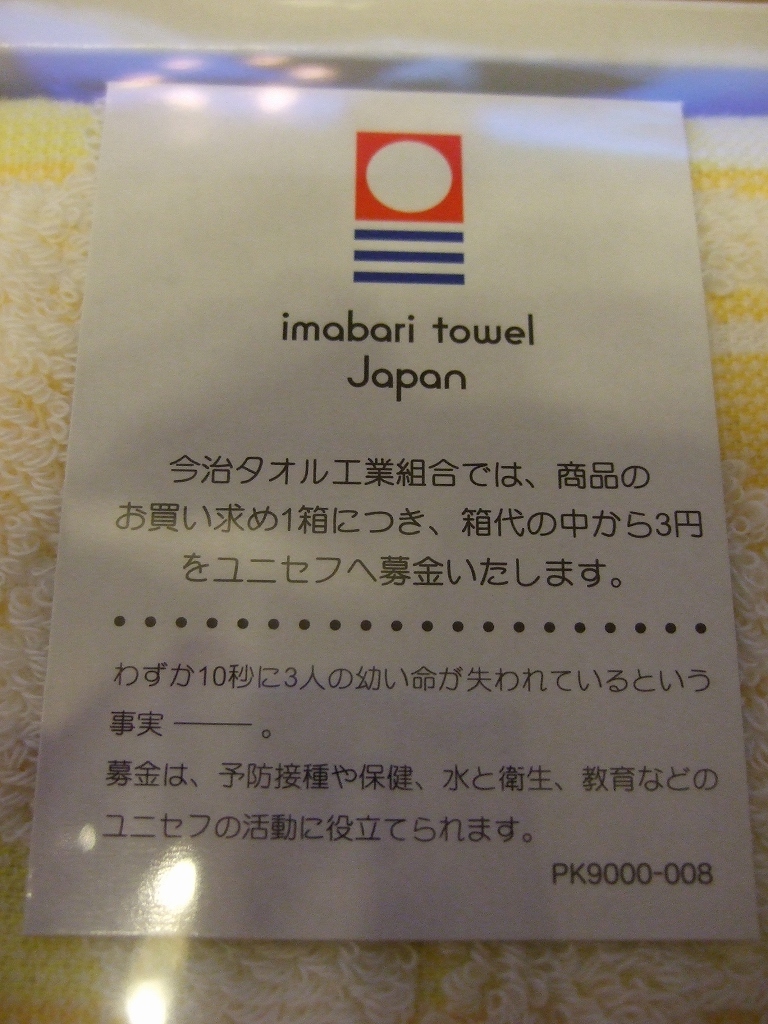 imabari towel
Japan
今治タオル工業組合では、商品の
お買い求め1箱につき、箱代の中から3円
をユニセフへ募金いたします。
わずか10秒に3人の幼い命が失われているという
事実 ―― 。
募金は、予防接種や保健、水と衛生、教育などの
ユニセフの活動に役立てられます。
PK9000-008